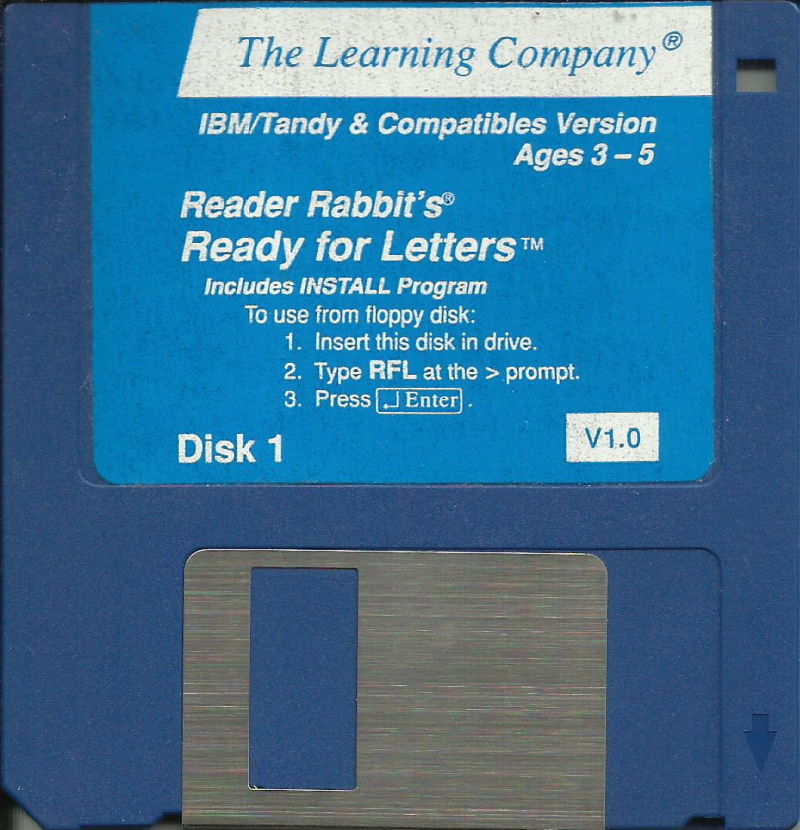 The Learning Company®
IBM/Tandy & Compatibles Version
Ages 3 – 5
Reader Rabbit's®
Ready for Letters™
Includes INSTALL Program
To use from floppy disk:
1. Insert this disk in drive.
2. Type RFL at the > prompt.
3. Press ↵ Enter .
Disk 1
V1.0